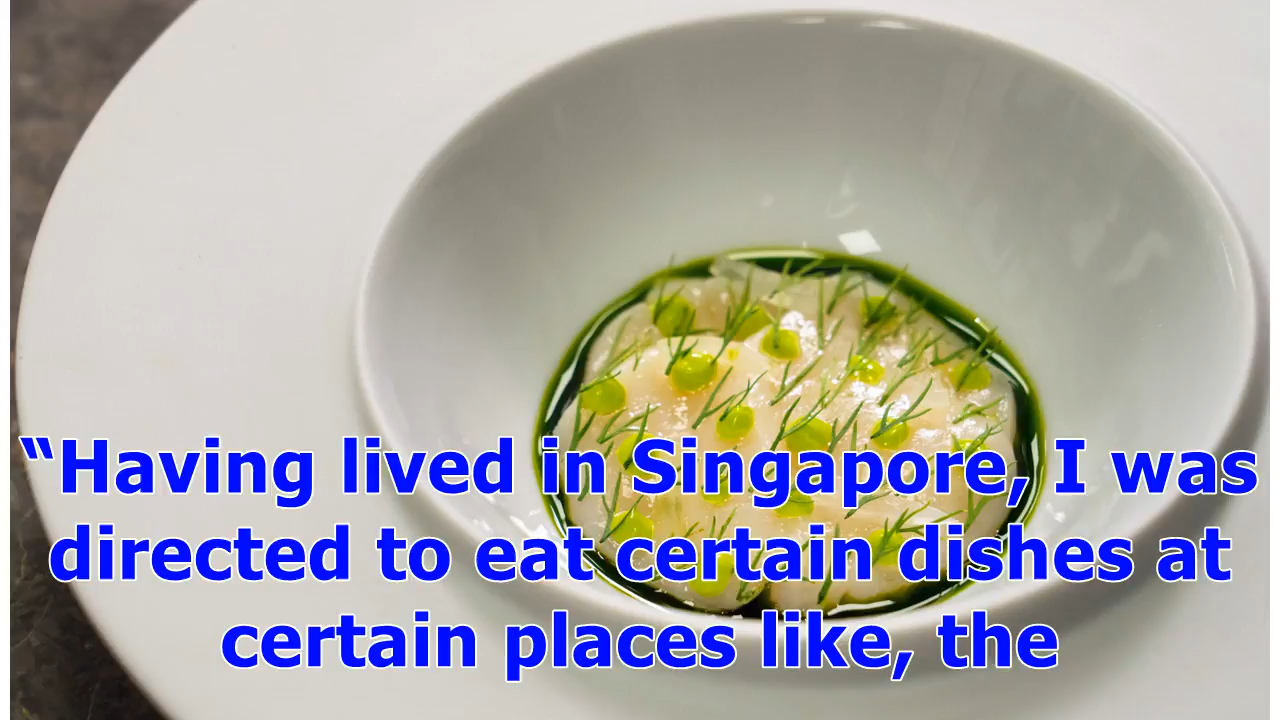 “Having lived in Singapore, I was
directed to eat certain dishes at
certain places like, the